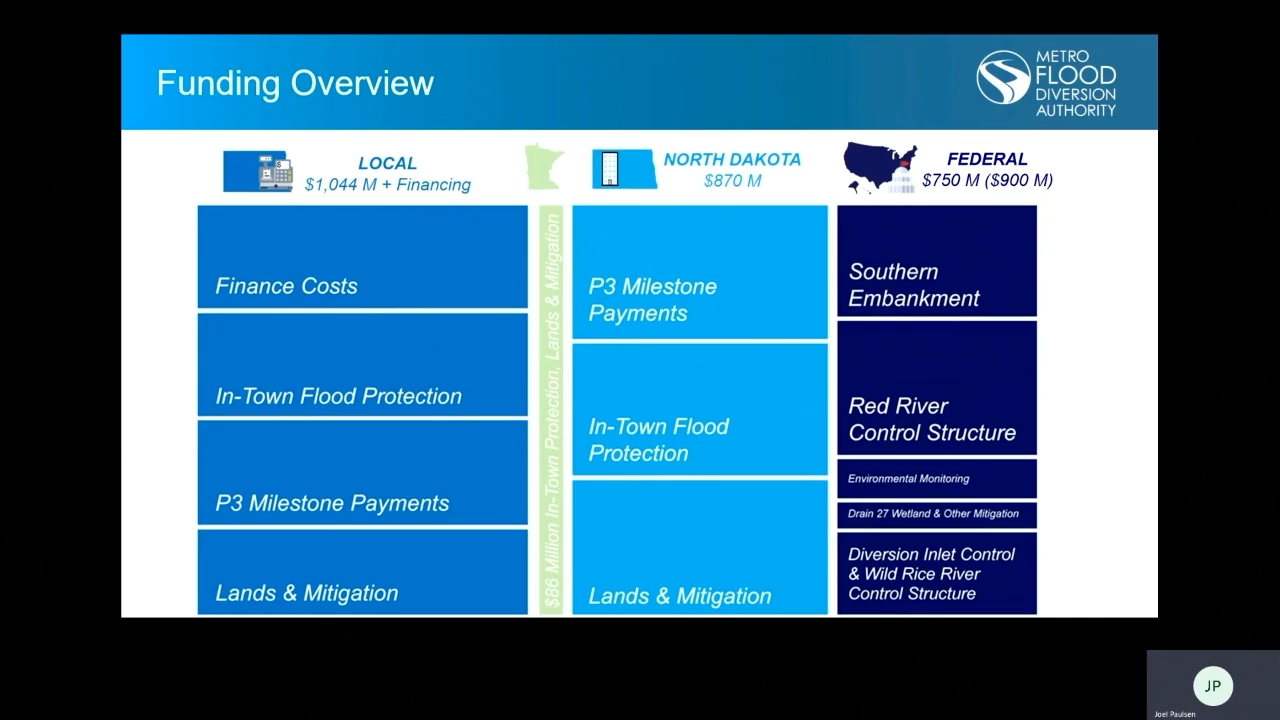 Funding Overview
METRO
FLOOD
DIVERSION
AUTHORITY
LOCAL
$1,044 M + Financing
NORTH DAKOTA
$870 M
FEDERAL
$750 M ($900 M)
Finance Costs
In-Town Flood Protection
P3 Milestone Payments
Lands & Mitigation
$86 Million In-Town Protection, Lands & Mitigation
P3 Milestone
Payments
In-Town Flood
Protection
Lands & Mitigation
Southern
Embankment
Red River
Control Structure
Environmental Monitoring
Drain 27 Wetland & Other Mitigation
Diversion Inlet Control
& Wild Rice River
Control Structure
JP
Joel Paulsen